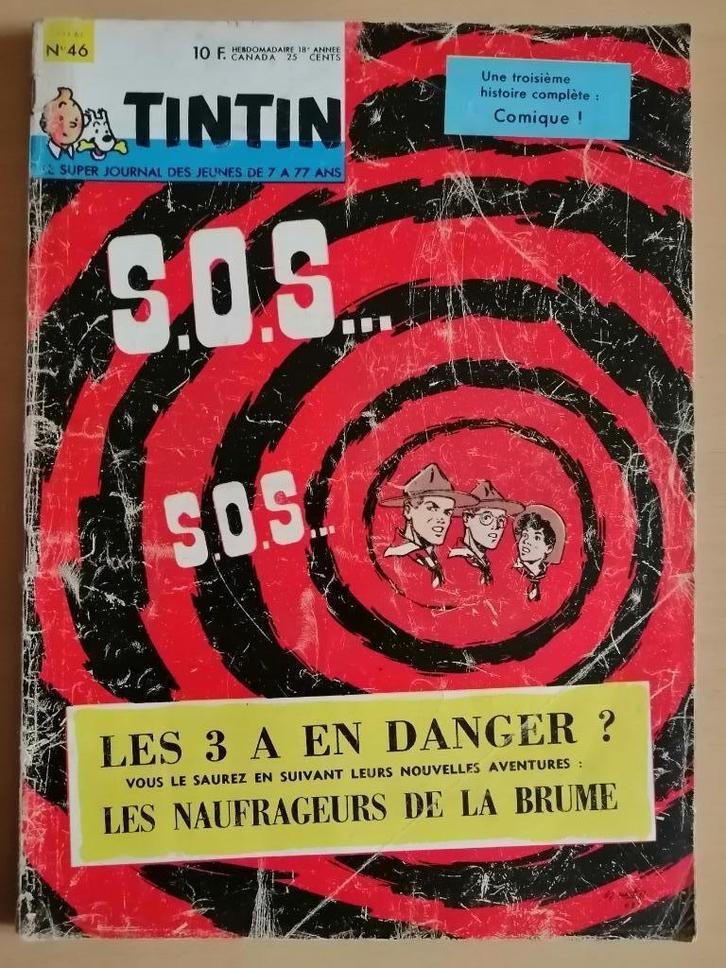 N° 46
10 F. HEBDOMADAIRE 18e ANNEE
CANADA 25 CENTS
TINTIN
SUPER JOURNAL DES JEUNES DE 7 A 77 ANS
Une troisième
histoire complète :
Comique !
S.O.S...
S.O.S...
LES 3 A EN DANGER ?
VOUS LE SAUREZ EN SUIVANT LEURS NOUVELLES AVENTURES :
LES NAUFRAGEURS DE LA BRUME